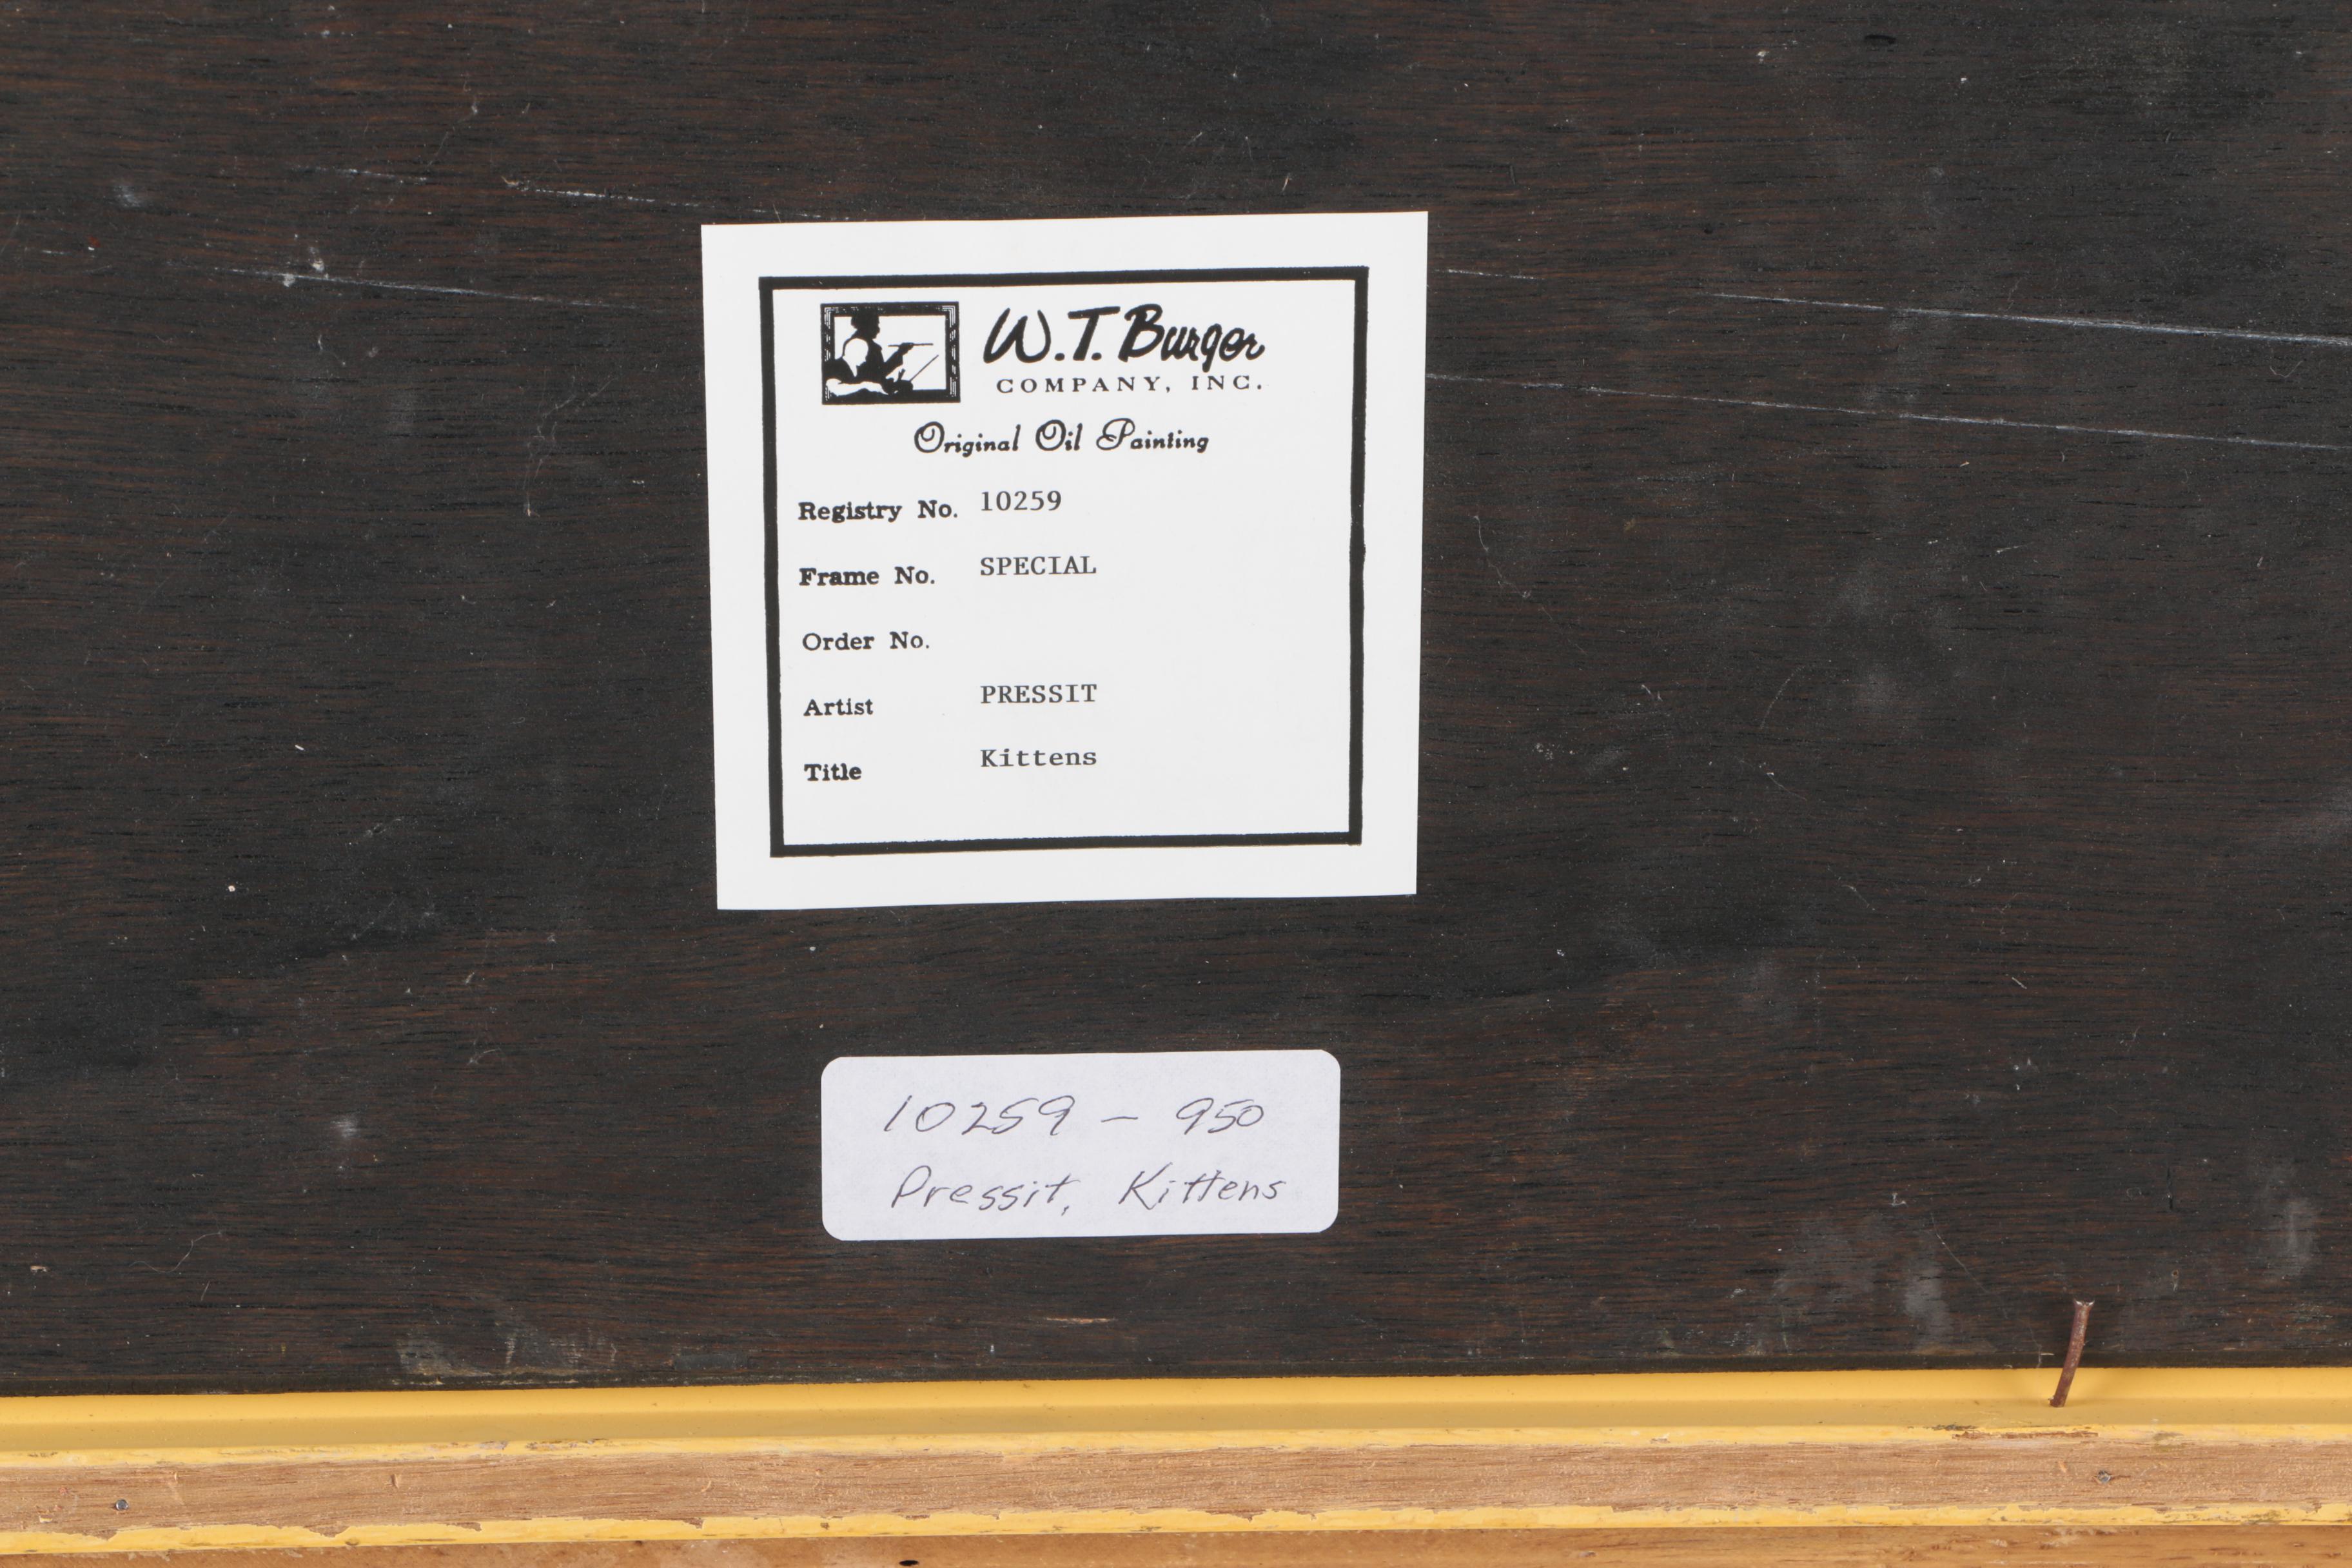 W.T. Burger
COMPANY, INC.
Original Oil Painting
Registry No. 10259
Frame No. SPECIAL
Order No.
Artist PRESSIT
Title Kittens
10259 - 950
Pressit, Kittens